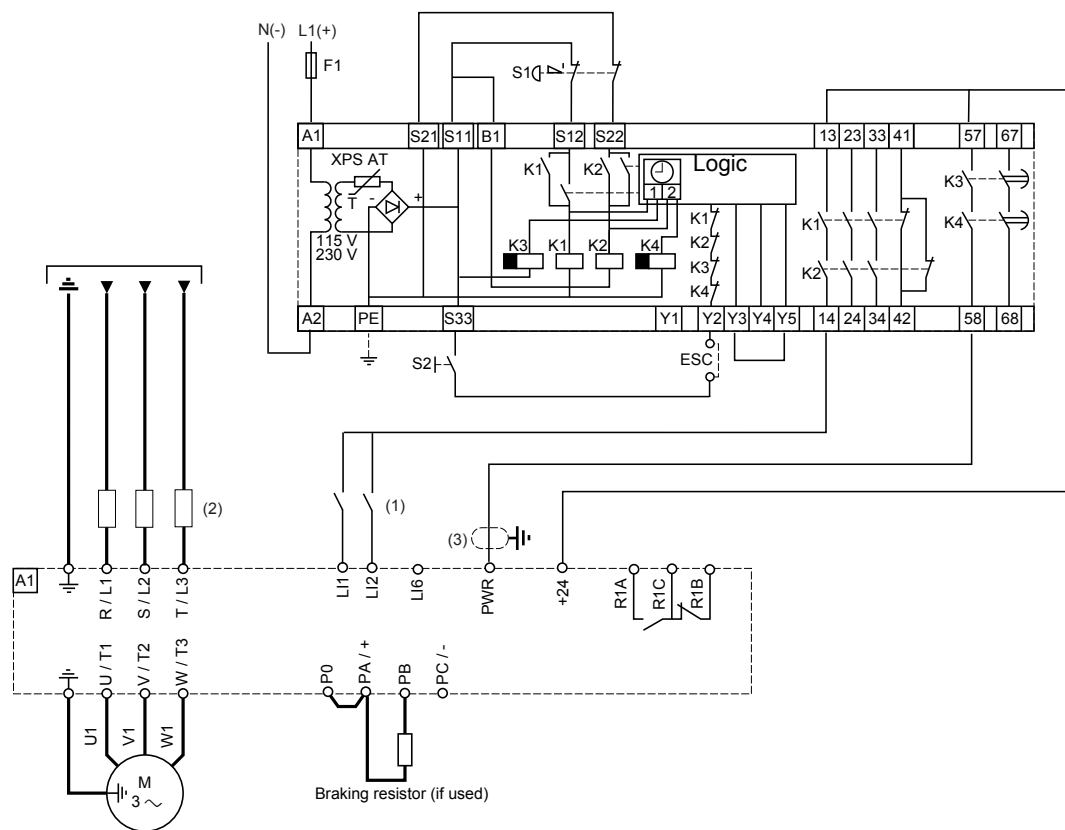 N(-) L1(+)
F1
S1
A1 S21 S11 B1 S12 S22 13 23 33 41 57 67
XPS AT
T - +
115 V
230 V
K1 K2 Logic
1 2
K3 K1 K2 K4
K1
K2
K3
K4
K1
K2
K3
K4
A2 PE S33 Y1 Y2 Y3 Y4 Y5 14 24 34 42 58 68
S2
ESC
(1)
(2)
(3)
A1
R / L1
S / L2
T / L3
LI1
LI2
LI6
PWR
+24
R1A
R1C
R1B
U / T1
V / T2
W / T3
P0
PA / +
PB
PC / -
U1
V1
W1
M
3 ~
Braking resistor (if used)